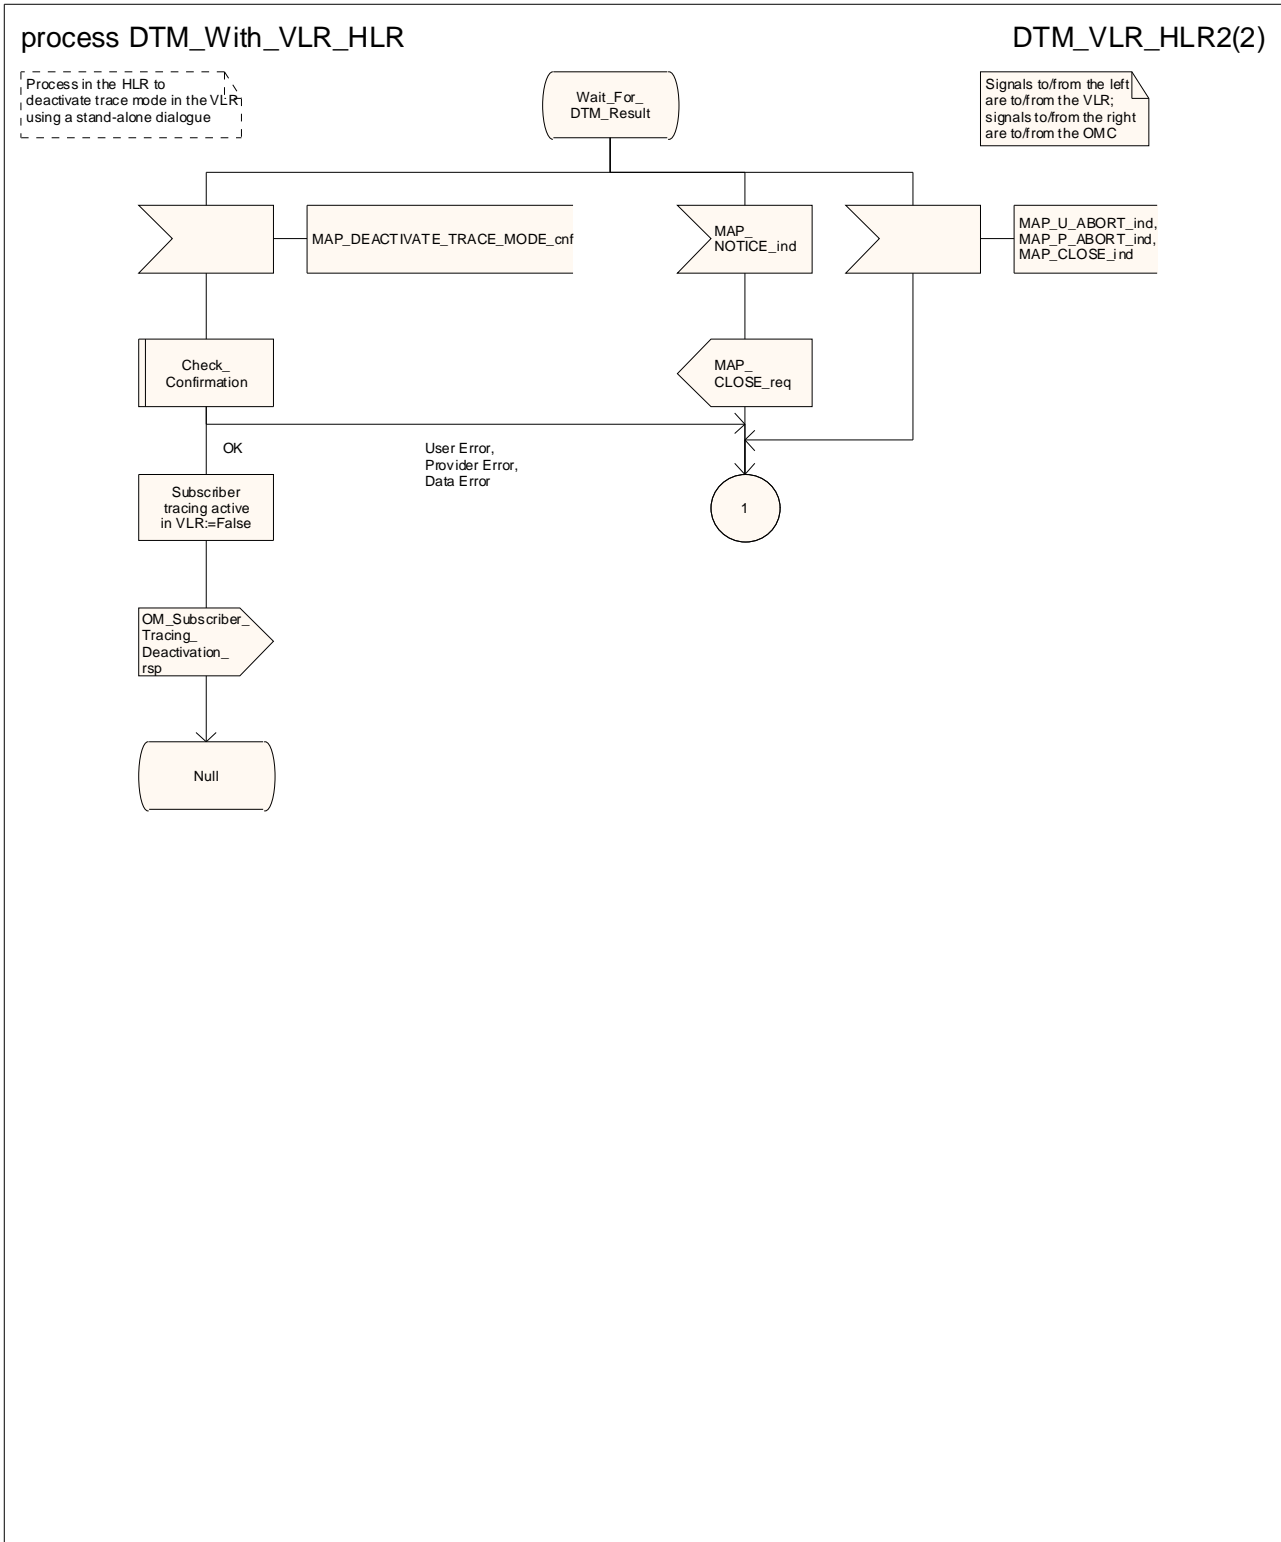 process DTM_With_VLR_HLR
DTM_VLR_HLR2(2)
Process in the HLR to
deactivate trace mode in the VLR
using a stand-alone dialogue
Wait_For_
DTM_Result
Signals to/from the left
are to/from the VLR;
signals to/from the right
are to/from the OMC
MAP_DEACTIVATE_TRACE_MODE_cnf
MAP_
NOTICE_ind
MAP_U_ABORT_ind,
MAP_P_ABORT_ind,
MAP_CLOSE_ind
Check_
Confirmation
MAP_
CLOSE_req
OK
User Error,
Provider Error,
Data Error
Subscriber
tracing active
in VLR:=False
1
OM_Subscriber_
Tracing_
Deactivation_
rsp
Null